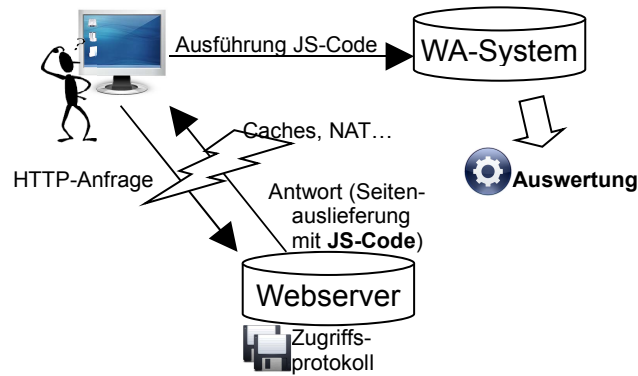 Ausführung JS-Code
WA-System
Caches, NAT…
HTTP-Anfrage
Auswertung
Antwort (Seiten-
auslieferung
mit JS-Code)
Webserver
Zugriffs-
protokoll